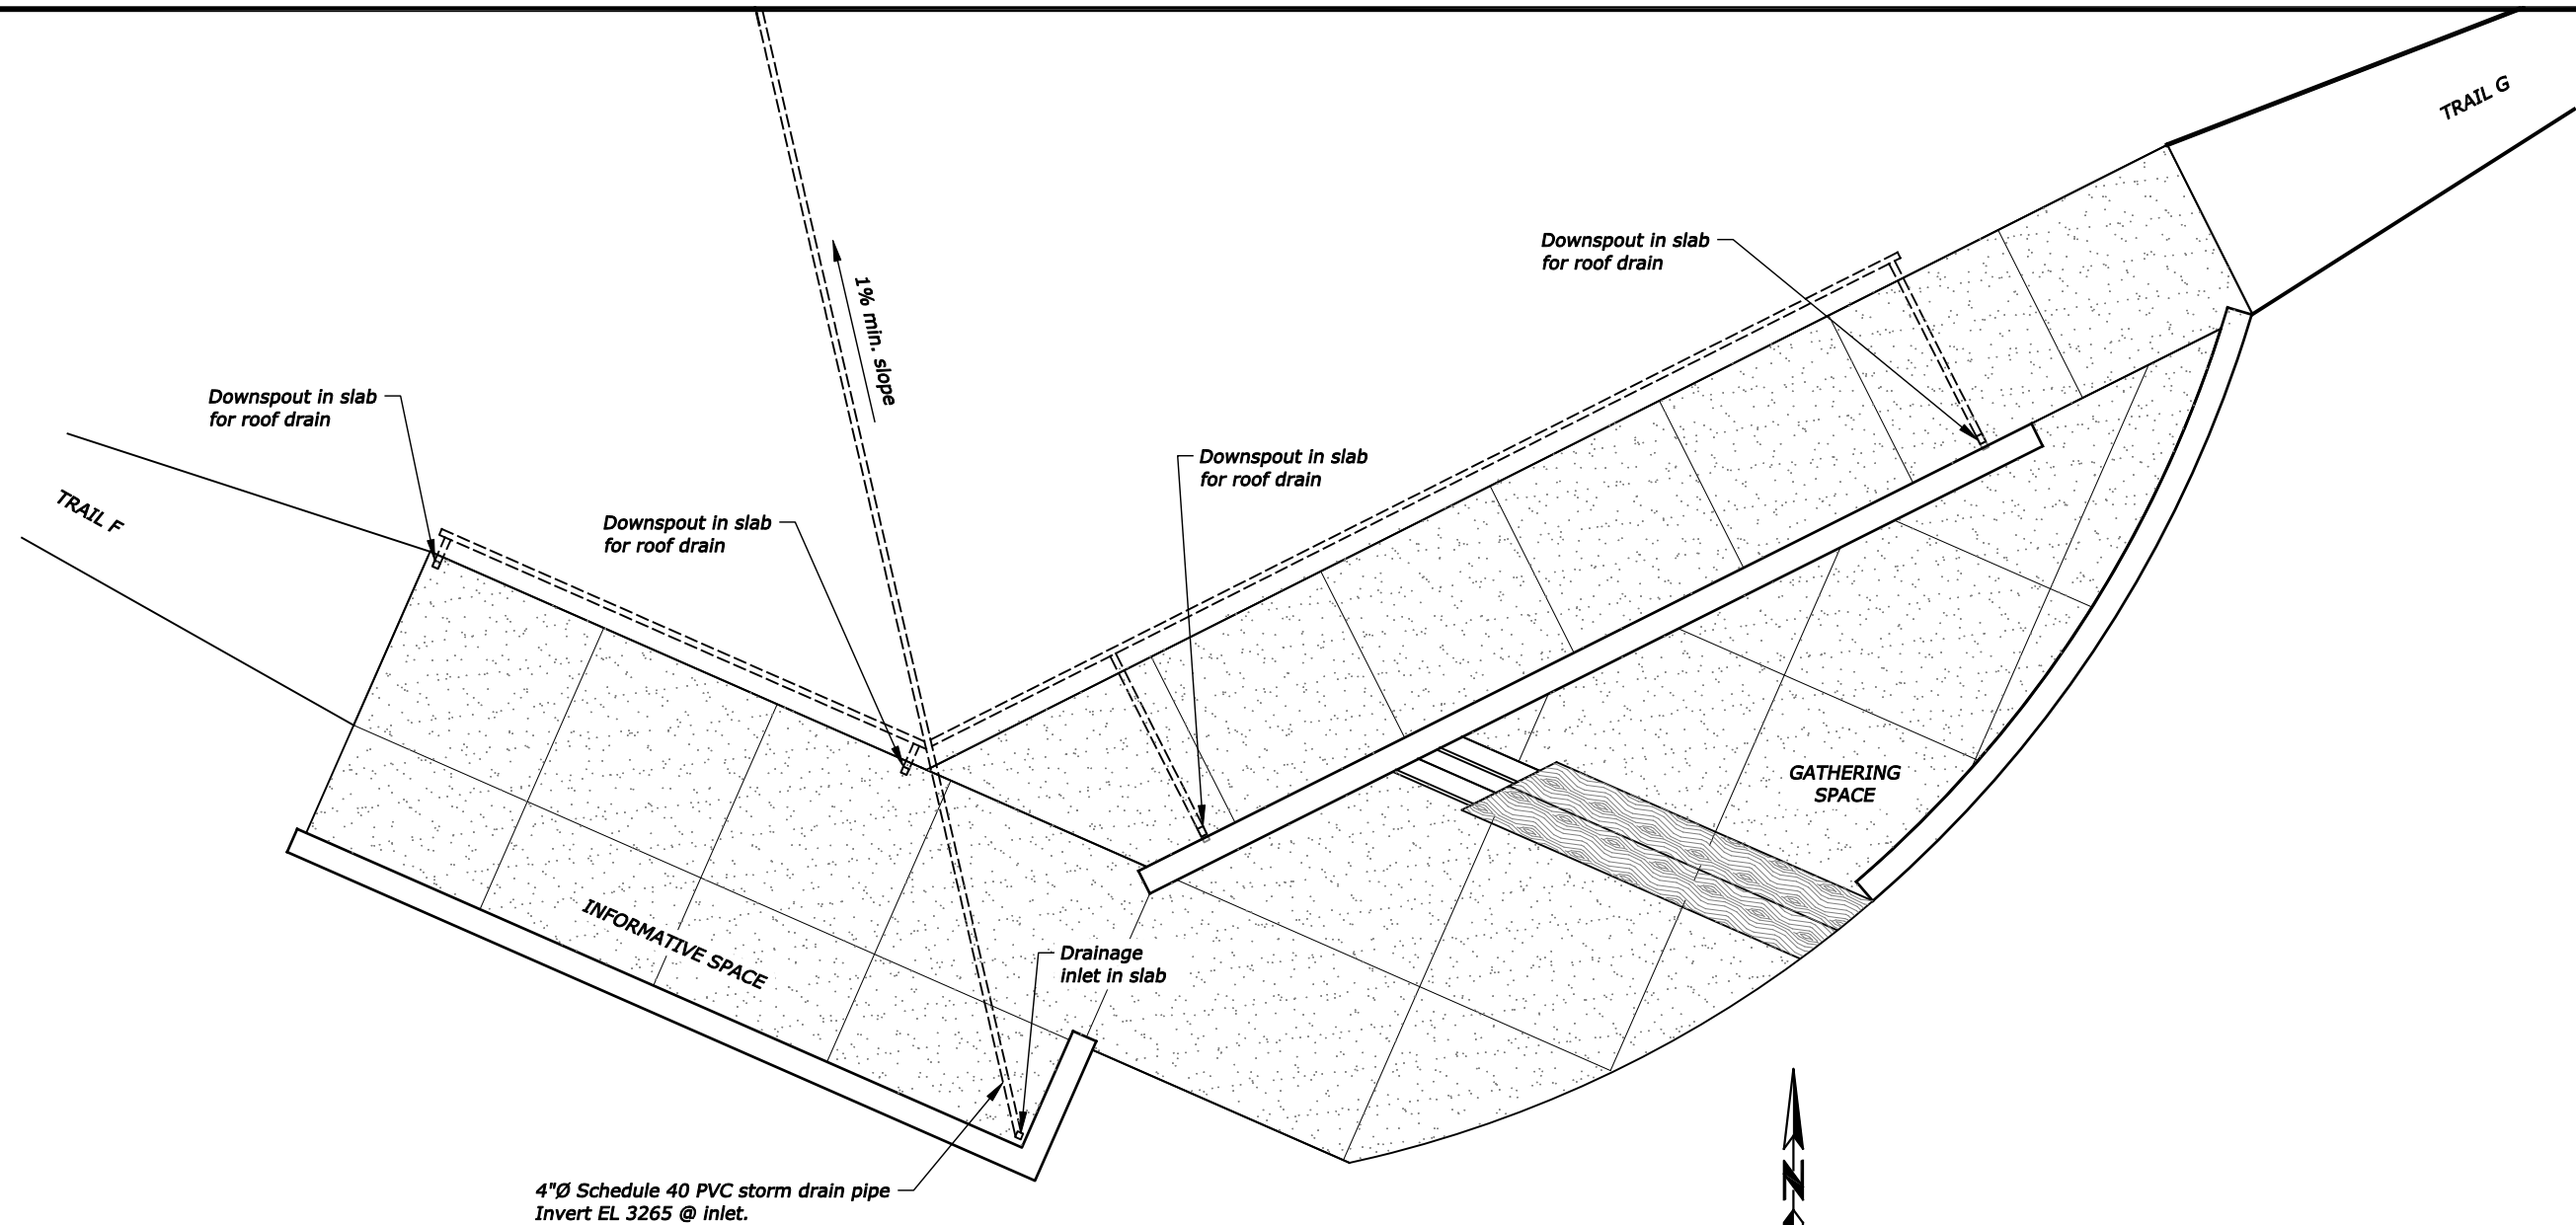 TRAIL G
Downspout in slab
for roof drain
1% min. slope
Downspout in slab
for roof drain
Downspout in slab
for roof drain
TRAIL F
Downspout in slab
for roof drain
GATHERING
SPACE
INFORMATIVE SPACE
Drainage
inlet in slab
4"Ø Schedule 40 PVC storm drain pipe
Invert EL 3265 @ inlet.
N